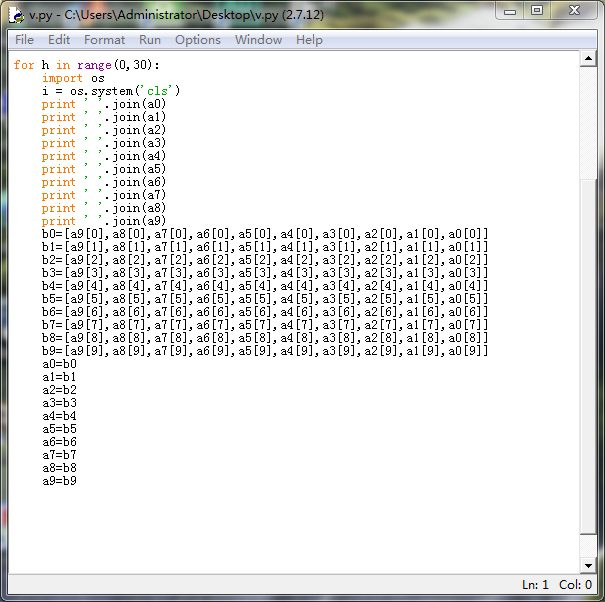 v.py - C:\Users\Administrator\Desktop\v.py (2.7.12)
File Edit Format Run Options Window Help
for h in range(0,30):
    import os
    i = os.system('cls')
    print ' '.join(a0)
    print ' '.join(a1)
    print ' '.join(a2)
    print ' '.join(a3)
    print ' '.join(a4)
    print ' '.join(a5)
    print ' '.join(a6)
    print ' '.join(a7)
    print ' '.join(a8)
    print ' '.join(a9)
    b0=[a9[0],a8[0],a7[0],a6[0],a5[0],a4[0],a3[0],a2[0],a1[0],a0[0]]
    b1=[a9[1],a8[1],a7[1],a6[1],a5[1],a4[1],a3[1],a2[1],a1[1],a0[1]]
    b2=[a9[2],a8[2],a7[2],a6[2],a5[2],a4[2],a3[2],a2[2],a1[2],a0[2]]
    b3=[a9[3],a8[3],a7[3],a6[3],a5[3],a4[3],a3[3],a2[3],a1[3],a0[3]]
    b4=[a9[4],a8[4],a7[4],a6[4],a5[4],a4[4],a3[4],a2[4],a1[4],a0[4]]
    b5=[a9[5],a8[5],a7[5],a6[5],a5[5],a4[5],a3[5],a2[5],a1[5],a0[5]]
    b6=[a9[6],a8[6],a7[6],a6[6],a5[6],a4[6],a3[6],a2[6],a1[6],a0[6]]
    b7=[a9[7],a8[7],a7[7],a6[7],a5[7],a4[7],a3[7],a2[7],a1[7],a0[7]]
    b8=[a9[8],a8[8],a7[8],a6[8],a5[8],a4[8],a3[8],a2[8],a1[8],a0[8]]
    b9=[a9[9],a8[9],a7[9],a6[9],a5[9],a4[9],a3[9],a2[9],a1[9],a0[9]]
    a0=b0
    a1=b1
    a2=b2
    a3=b3
    a4=b4
    a5=b5
    a6=b6
    a7=b7
    a8=b8
    a9=b9
Ln: 1 Col: 0